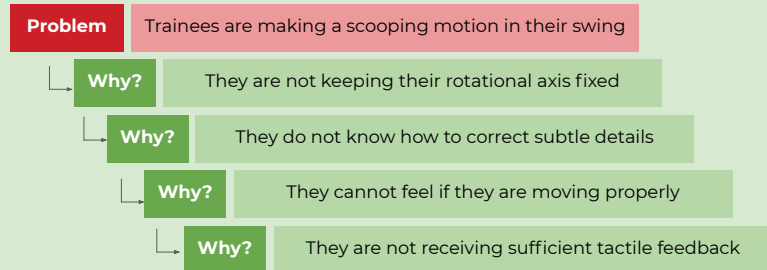 Problem Trainees are making a scooping motion in their swing
Why? They are not keeping their rotational axis fixed
Why? They do not know how to correct subtle details
Why? They cannot feel if they are moving properly
Why? They are not receiving sufficient tactile feedback